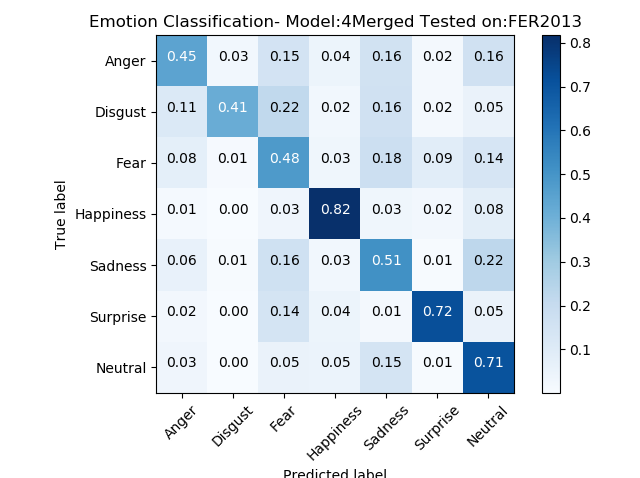 Emotion Classification- Model:4Merged Tested on:FER2013
True label
Anger 0.45 0.03 0.15 0.04 0.16 0.02 0.16
Disgust 0.11 0.41 0.22 0.02 0.16 0.02 0.05
Fear 0.08 0.01 0.48 0.03 0.18 0.09 0.14
Happiness 0.01 0.00 0.03 0.82 0.03 0.02 0.08
Sadness 0.06 0.01 0.16 0.03 0.51 0.01 0.22
Surprise 0.02 0.00 0.14 0.04 0.01 0.72 0.05
Neutral 0.03 0.00 0.05 0.05 0.15 0.01 0.71
Anger Disgust Fear Happiness Sadness Surprise Neutral
Predicted label
0.8
0.7
0.6
0.5
0.4
0.3
0.2
0.1